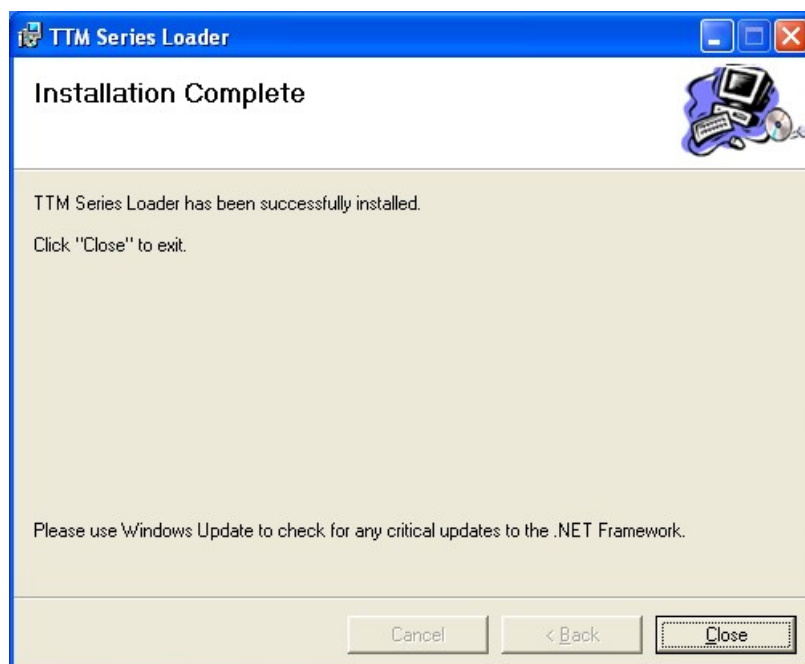 TTM Series Loader
Installation Complete
TTM Series Loader has been successfully installed.
Click "Close" to exit.
Please use Windows Update to check for any critical updates to the .NET Framework.
Cancel
< Back
Close